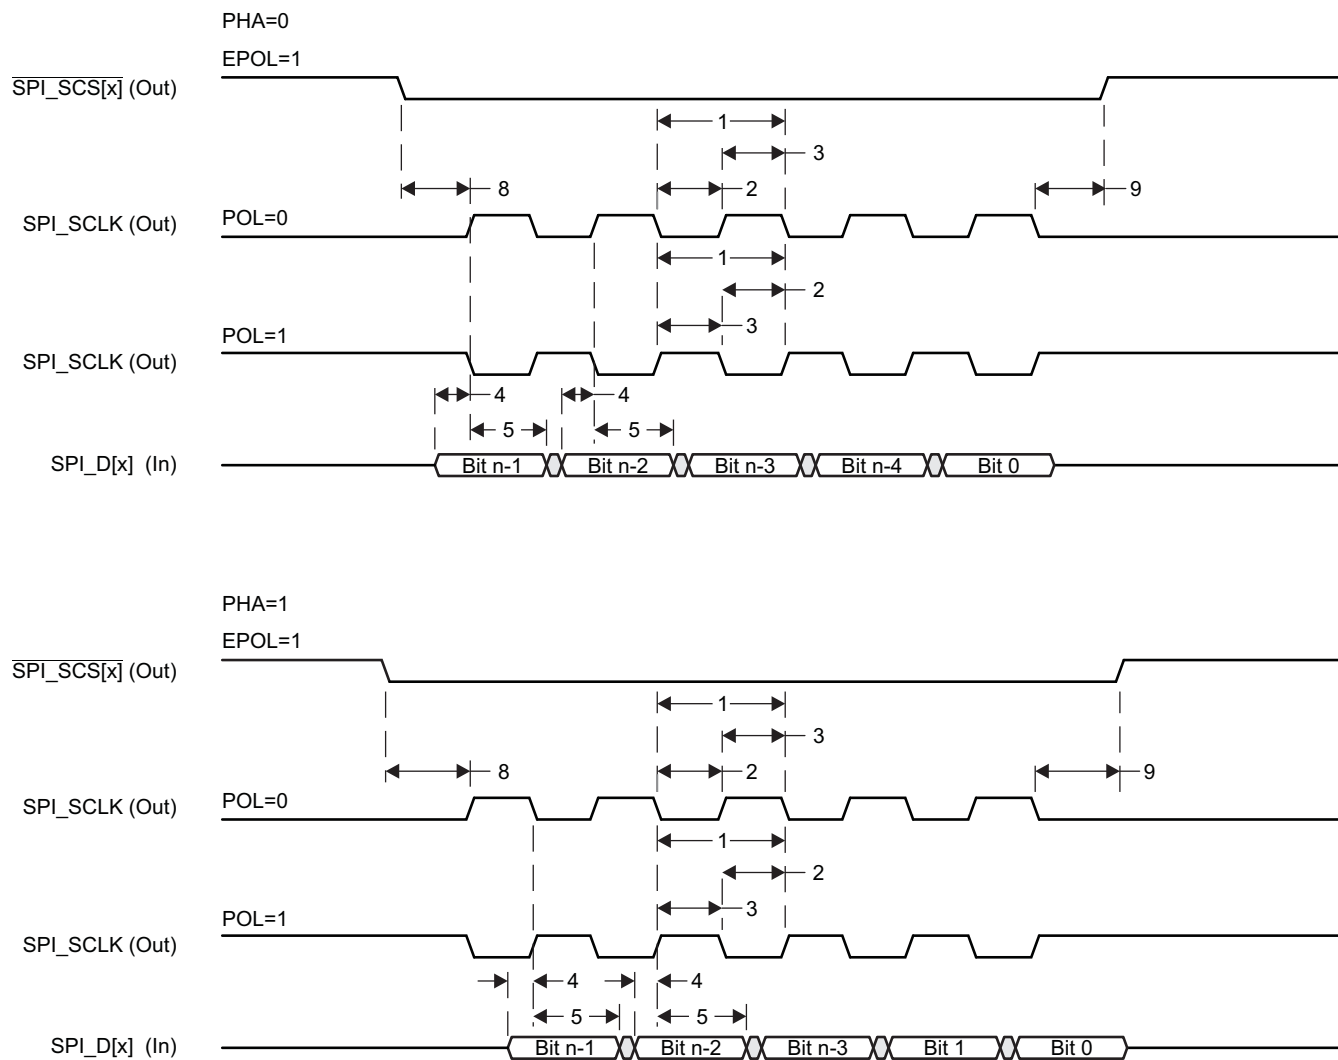 PHA=0
EPOL=1
SPI_SCS[x] (Out)
1
3
8
2
9
SPI_SCLK (Out)
POL=0
1
2
POL=1
3
SPI_SCLK (Out)
4
4
5
5
SPI_D[x] (In)
Bit n-1
Bit n-2
Bit n-3
Bit n-4
Bit 0
PHA=1
EPOL=1
SPI_SCS[x] (Out)
1
3
8
2
9
SPI_SCLK (Out)
POL=0
1
2
3
POL=1
SPI_SCLK (Out)
4
4
5
5
SPI_D[x] (In)
Bit n-1
Bit n-2
Bit n-3
Bit 1
Bit 0